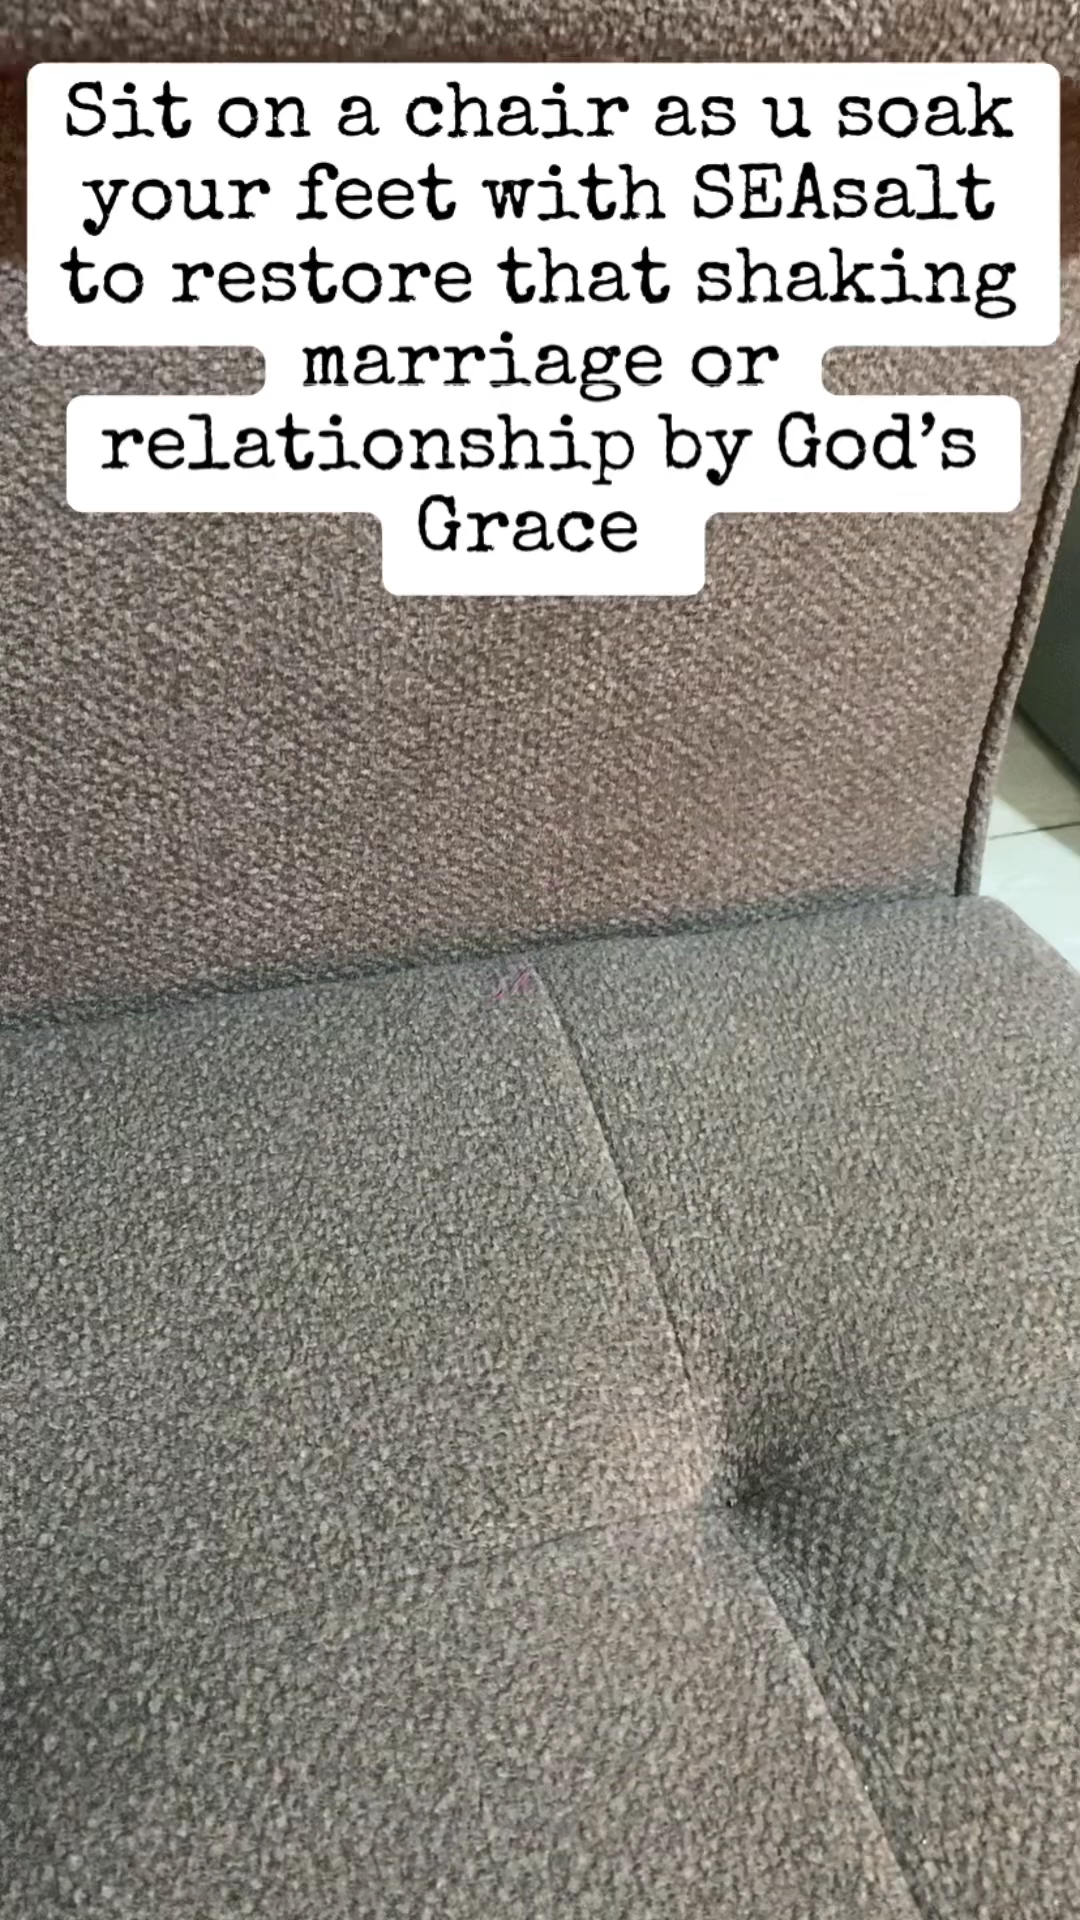 Sit on a chair as u soak
your feet with SEAsalt
to restore that shaking
marriage or
relationship by God’s
Grace